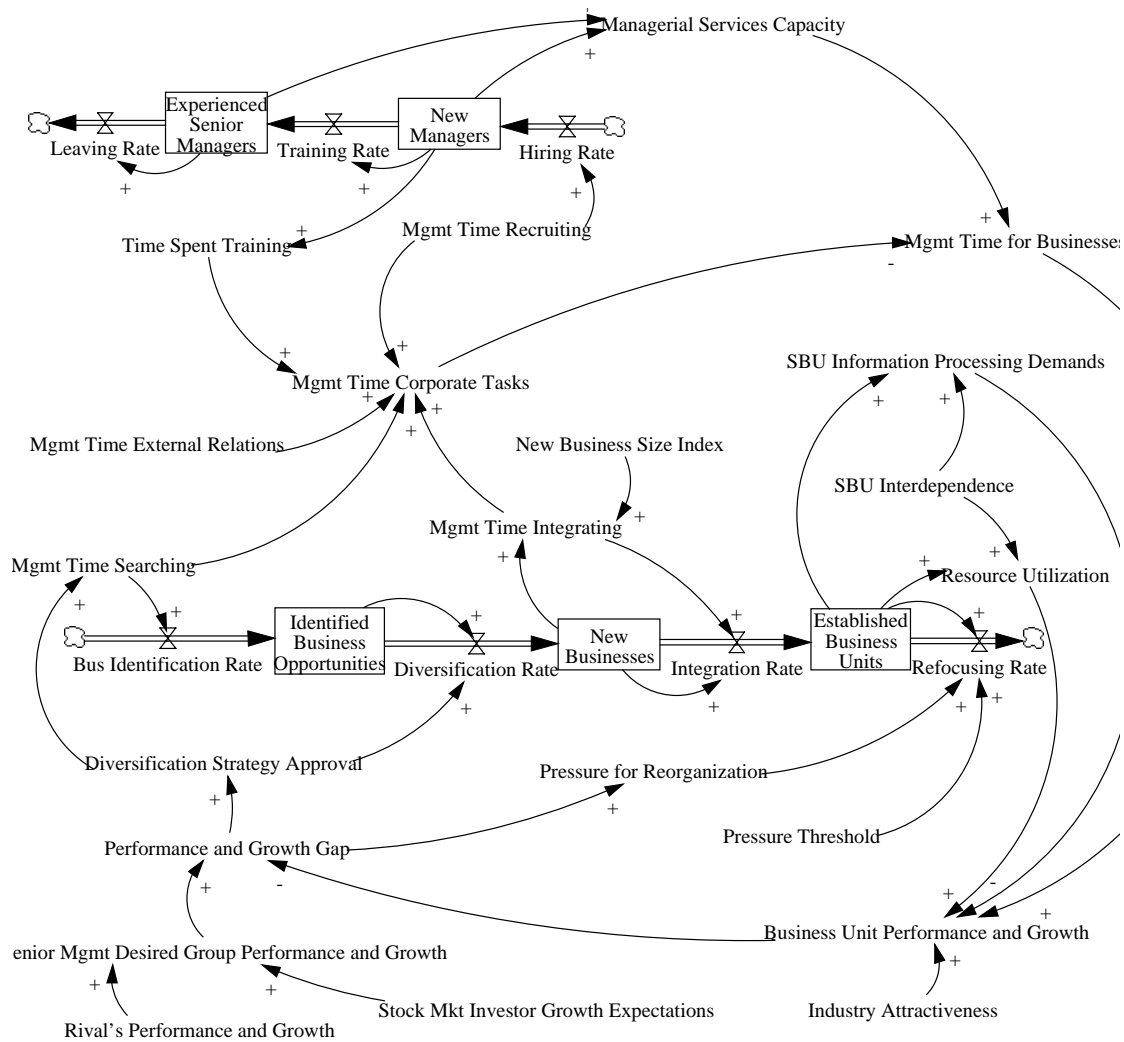 Managerial Services Capacity
+
Experienced
Senior
Managers
New
Managers
Leaving Rate
Training Rate
Hiring Rate
+
+
+
+
Time Spent Training
+
Mgmt Time Recruiting
Mgmt Time for Businesses
-
+
+
Mgmt Time Corporate Tasks
+
+
+
+
SBU Information Processing Demands
+
+
Mgmt Time External Relations
New Business Size Index
SBU Interdependence
Mgmt Time Integrating
+
+
Mgmt Time Searching
+
+
+
+
+
+
+
+
Resource Utilization
Identified
Business
Opportunities
New
Businesses
Established
Business
Units
Bus Identification Rate
Diversification Rate
Integration Rate
Refocusing Rate
+
+
+
+
Diversification Strategy Approval
Pressure for Reorganization
+
+
Pressure Threshold
Performance and Growth Gap
+
-
+
-
+
Business Unit Performance and Growth
enior Mgmt Desired Group Performance and Growth
+
+
+
Stock Mkt Investor Growth Expectations
Industry Attractiveness
Rival's Performance and Growth